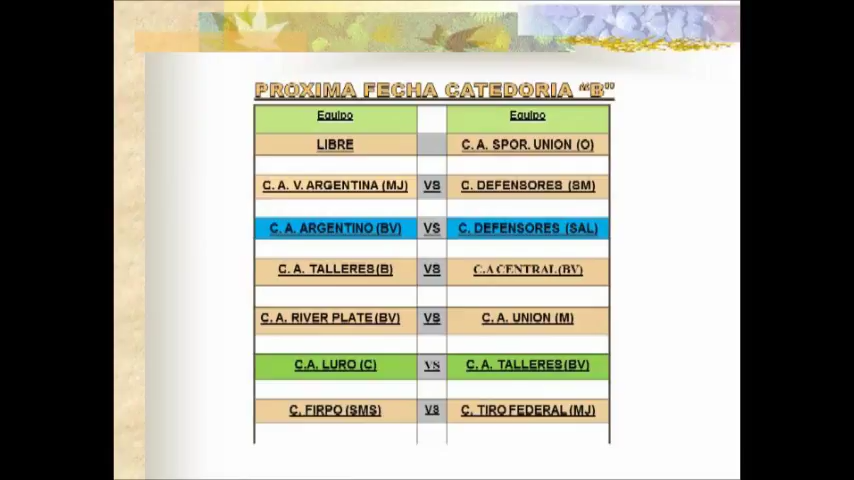 PROXIMA FECHA CATEDORIA “B”
Equipo Equipo
LIBRE C. A. SPOR. UNION (O)
C. A. V. ARGENTINA (MJ) VS C. DEFENSORES (SM)
C. A. ARGENTINO (BV) VS C. DEFENSORES (SAL)
C. A. TALLERES (B) VS C.A CENTRAL (BV)
C. A. RIVER PLATE (BV) VS C. A. UNION (M)
C.A. LURO (C) VS C. A. TALLERES (BV)
C. FIRPO (SMS) VS C. TIRO FEDERAL (MJ)